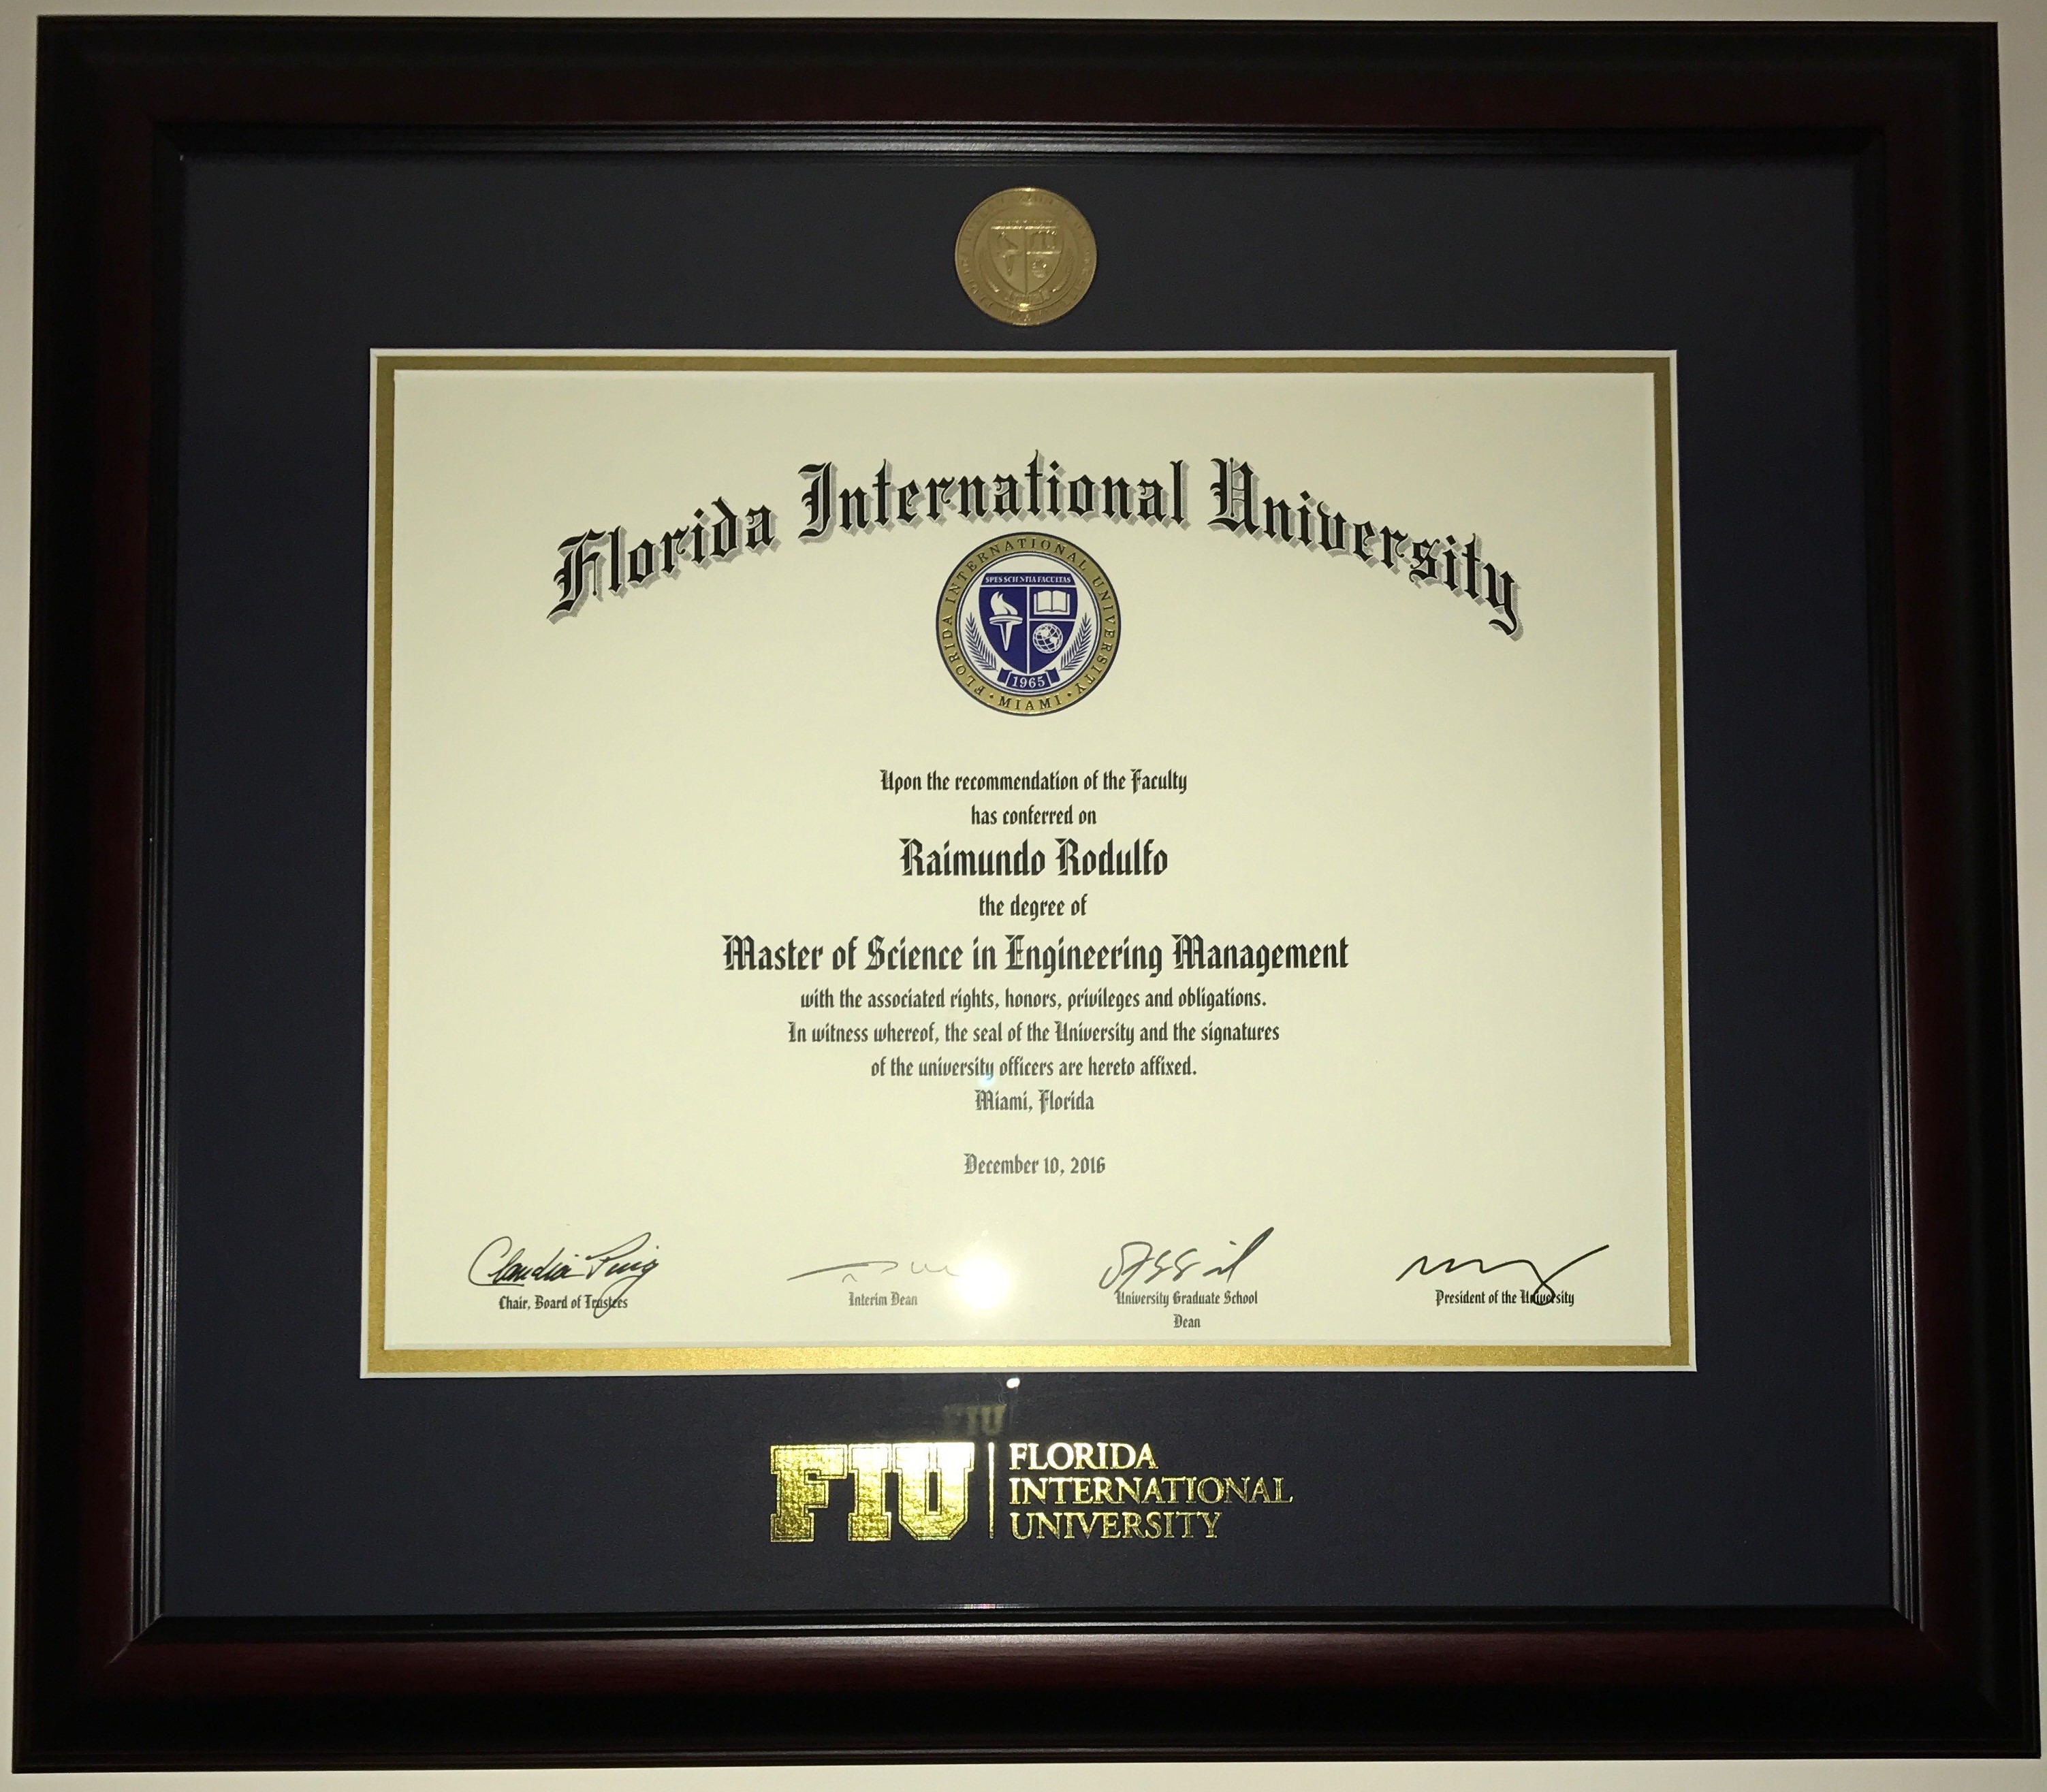 Florida International University
FLORIDA INTERNATIONAL UNIVERSITY
SPES SCIENTIA FACULTAS
1965
· MIAMI ·
Upon the recommendation of the Faculty
has conferred on
Raimundo Rodulfo
the degree of
Master of Science in Engineering Management
with the associated rights, honors, privileges and obligations.
In witness whereof, the seal of the University and the signatures
of the university officers are hereto affixed.
Miami, Florida
December 10, 2016
Claudia Puig
Chair, Board of Trustees
Interim Dean
University Graduate School
Dean
President of the University
FIU
FLORIDA
INTERNATIONAL
UNIVERSITY